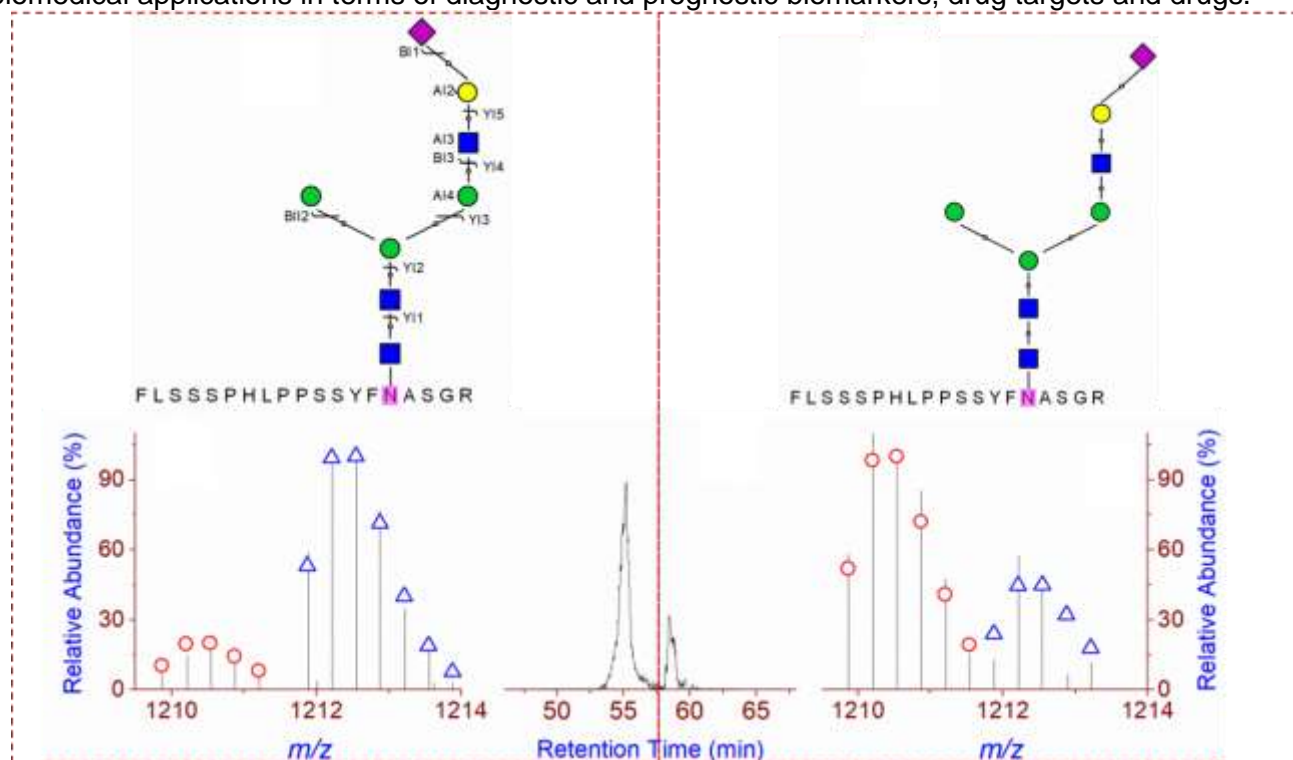 biomedical applications in terms of diagnostic and prognostic biomarkers, drug targets and drugs.
BI1
AI2
YI5
AI3
BI3
YI4
AI4
BII2
YI3
YI2
YI1
FLSSSPHLPPSSYFNASGR
FLSSSPHLPPSSYFNASGR
Relative Abundance (%)
90
60
30
0
1210
1212
1214
m/z
50
55
60
65
Retention Time (min)
90
60
30
0
1210
1212
1214
m/z
Relative Abundance (%)